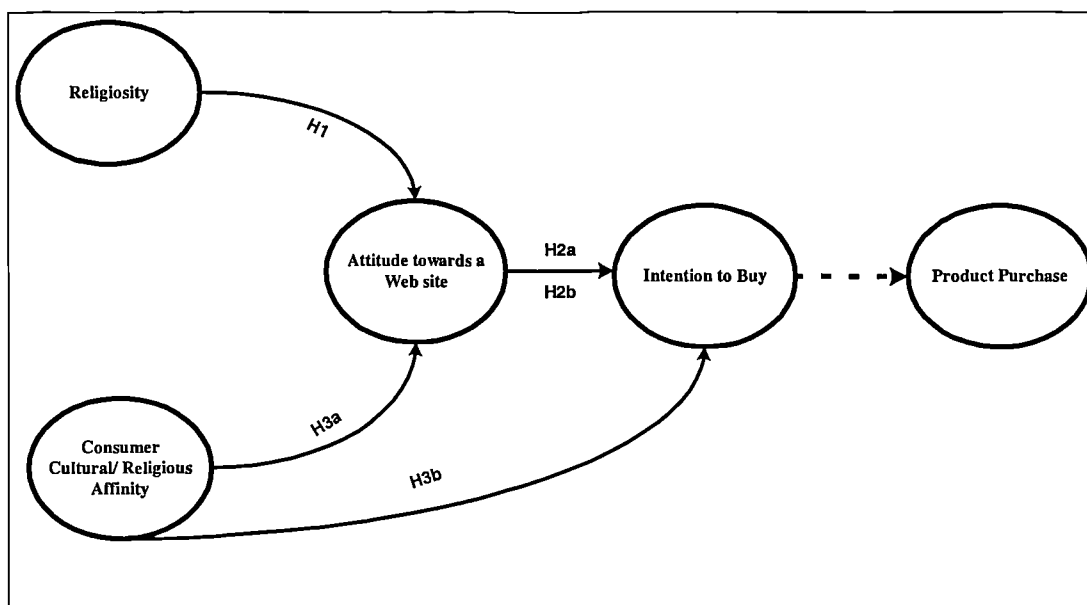 Religiosity
H1
Attitude towards a
Web site
H2a
H2b
Intention to Buy
Product Purchase
H3a
Consumer
Cultural/ Religious
Affinity
H3b